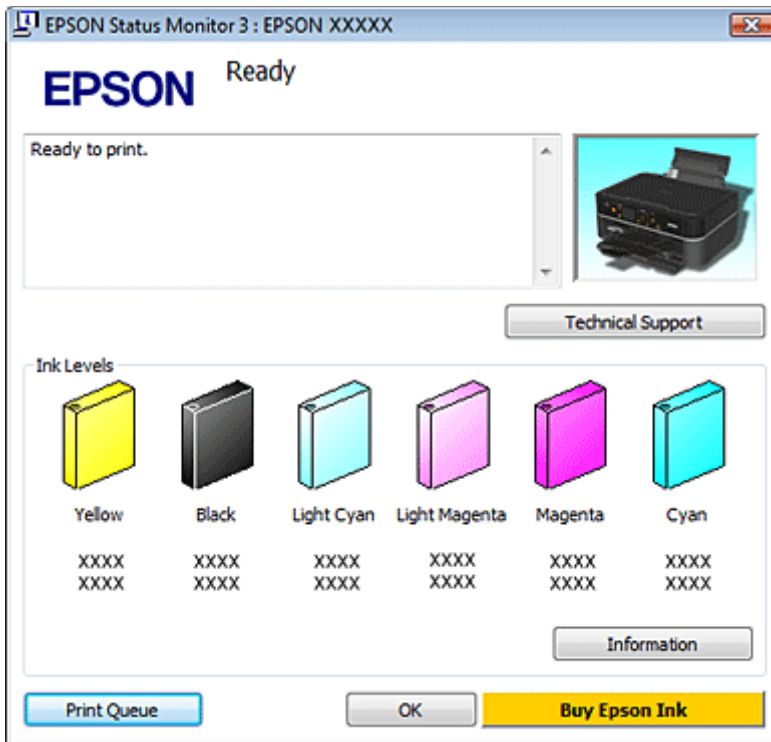 EPSON Status Monitor 3 : EPSON XXXXX
EPSON
Ready
Ready to print.
Technical Support
Ink Levels
Yellow Black Light Cyan Light Magenta Magenta Cyan
XXXX XXXX XXXX XXXX XXXX XXXX
XXXX XXXX XXXX XXXX XXXX XXXX
Information
Print Queue OK Buy Epson Ink